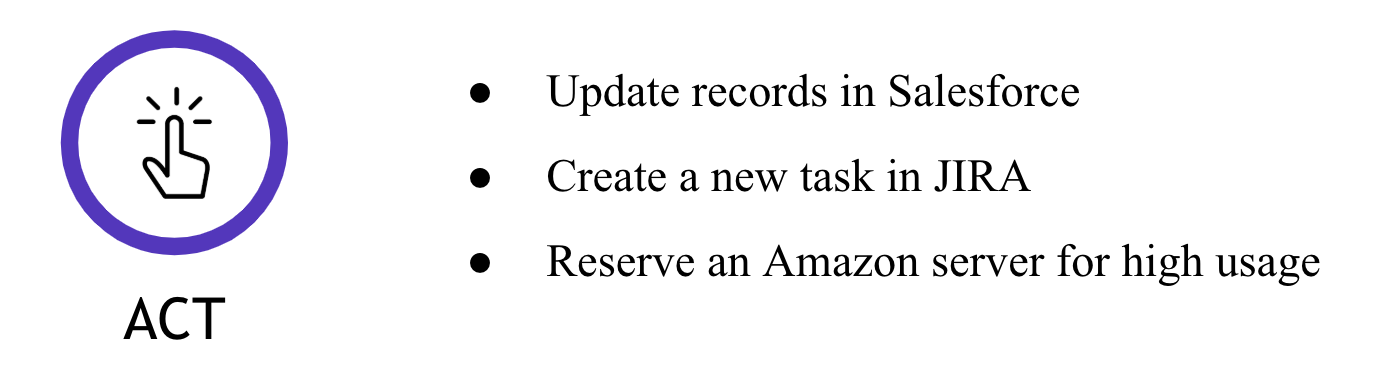 ● Update records in Salesforce
● Create a new task in JIRA
● Reserve an Amazon server for high usage
ACT